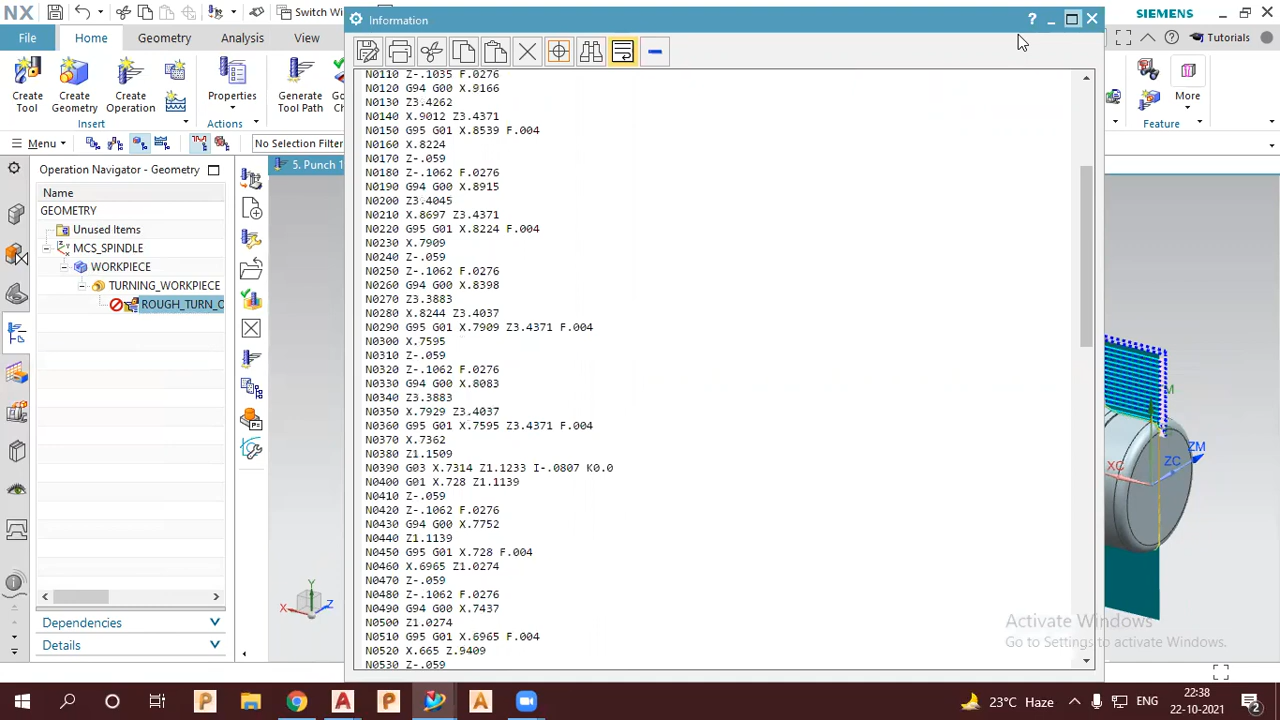 NX
Switch Wi
Information
SIEMENS
File
Home
Geometry
Analysis
View
Tutorials
Create Tool
Create Geometry
Create Operation
Properties
Generate Tool Path
More
Insert
Actions
Feature
Menu
No Selection Filter
Operation Navigator - Geometry
5. Punch 1
Name
GEOMETRY
Unused Items
MCS_SPINDLE
WORKPIECE
TURNING_WORKPIECE
ROUGH_TURN_O
N0110 Z-.1035 F.0276
N0120 G94 G00 X.9166
N0130 Z3.4262
N0140 X.9012 Z3.4371
N0150 G95 G01 X.8539 F.004
N0160 X.8224
N0170 Z-.059
N0180 Z-.1062 F.0276
N0190 G94 G00 X.8915
N0200 Z3.4045
N0210 X.8697 Z3.4371
N0220 G95 G01 X.8224 F.004
N0230 X.7909
N0240 Z-.059
N0250 Z-.1062 F.0276
N0260 G94 G00 X.8398
N0270 Z3.3883
N0280 X.8244 Z3.4037
N0290 G95 G01 X.7909 Z3.4371 F.004
N0300 X.7595
N0310 Z-.059
N0320 Z-.1062 F.0276
N0330 G94 G00 X.8083
N0340 Z3.3883
N0350 X.7929 Z3.4037
N0360 G95 G01 X.7595 Z3.4371 F.004
N0370 X.7362
N0380 Z1.1509
N0390 G03 X.7314 Z1.1233 I-.0807 K0.0
N0400 G01 X.728 Z1.1139
N0410 Z-.059
N0420 Z-.1062 F.0276
N0430 G94 G00 X.7752
N0440 Z1.1139
N0450 G95 G01 X.728 F.004
N0460 X.6965 Z1.0274
N0470 Z-.059
N0480 Z-.1062 F.0276
N0490 G94 G00 X.7437
N0500 Z1.0274
N0510 G95 G01 X.6965 F.004
N0520 X.665 Z.9409
N0530 Z-.059
Dependencies
Details
X
Y
Z
M
XC
ZC
ZM
Activate Windows
Go to Settings to activate Windows.
23°C Haze
ENG
22:38
22-10-2021
2